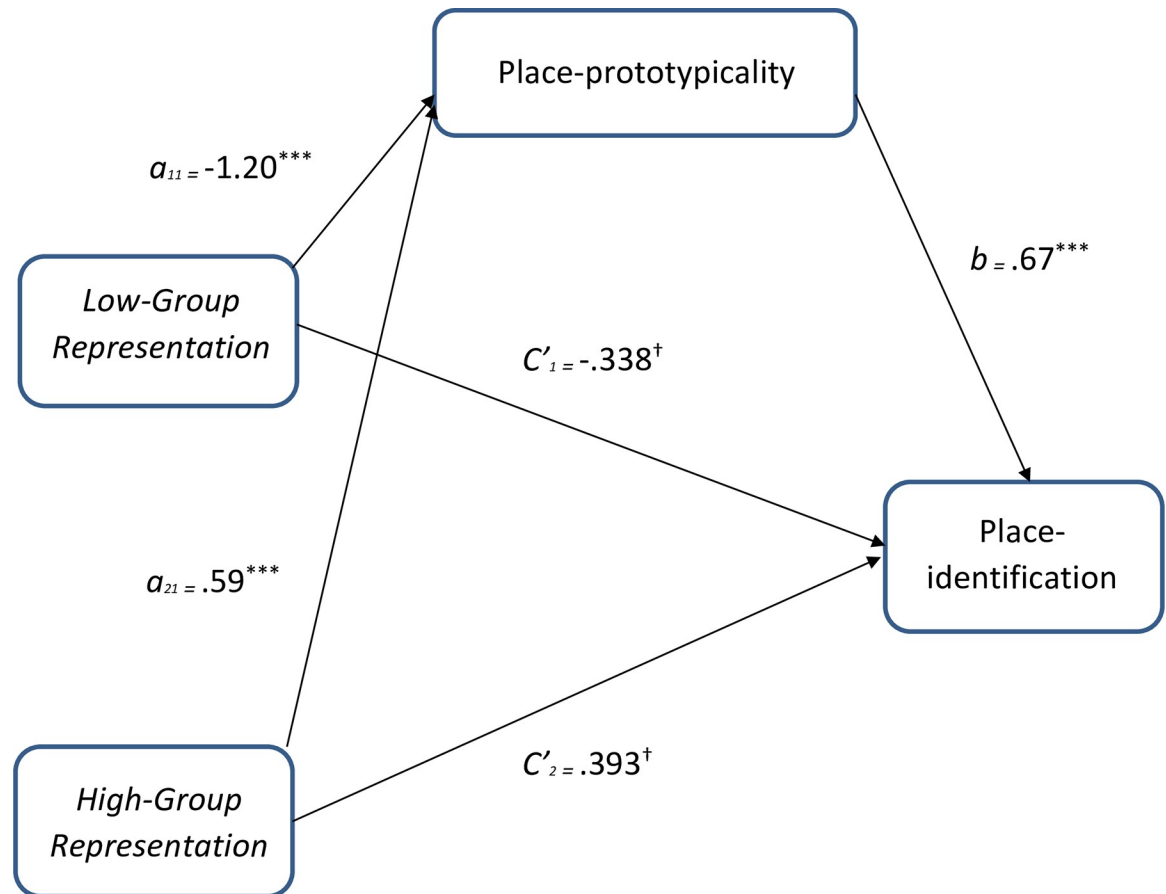 Place-prototypicality
a₁₁ = -1.20***
b = .67***
Low-Group
Representation
C’₁ = -.338†
Place-
identification
a₂₁ = .59***
C’₂ = .393†
High-Group
Representation